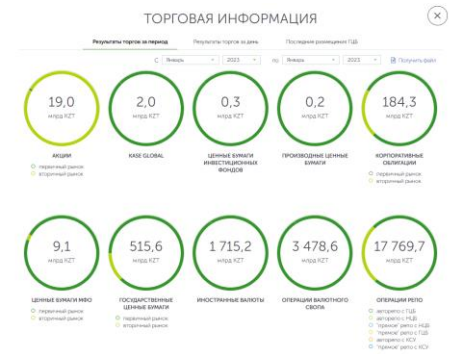 ТОРГОВАЯ ИНФОРМАЦИЯ
Результаты торгов за период Результаты торгов за день Последние размещения ГЦБ
С Январь 2023 по Январь 2023 Получить файл
19,0 2,0 0,3 0,2 184,3
млрд KZT млрд KZT млрд KZT млрд KZT млрд KZT
АКЦИИ KASE GLOBAL ЦЕННЫЕ БУМАГИ ПРОИЗВОДНЫЕ ЦЕННЫЕ КОРПОРАТИВНЫЕ
ИНВЕСТИЦИОННЫХ БУМАГИ ОБЛИГАЦИИ
ФОНДОВ
первичный рынок первичный рынок
вторичный рынок вторичный рынок
9,1 515,6 1 715,2 3 478,6 17 769,7
млрд KZT млрд KZT млрд KZT млрд KZT млрд KZT
ЦЕННЫЕ БУМАГИ МФО ГОСУДАРСТВЕННЫЕ ИНОСТРАННЫЕ ВАЛЮТЫ ОПЕРАЦИИ ВАЛЮТНОГО ОПЕРАЦИИ РЕПО
ЦЕННЫЕ БУМАГИ СВОПА
первичный рынок первичный рынок авторепо с ГЦБ
вторичный рынок вторичный рынок авторепо с НЦБ
"прямое" репо с НЦБ
"прямое" репо с ГЦБ
авторепо с КСУ
"прямое" репо с КСУ